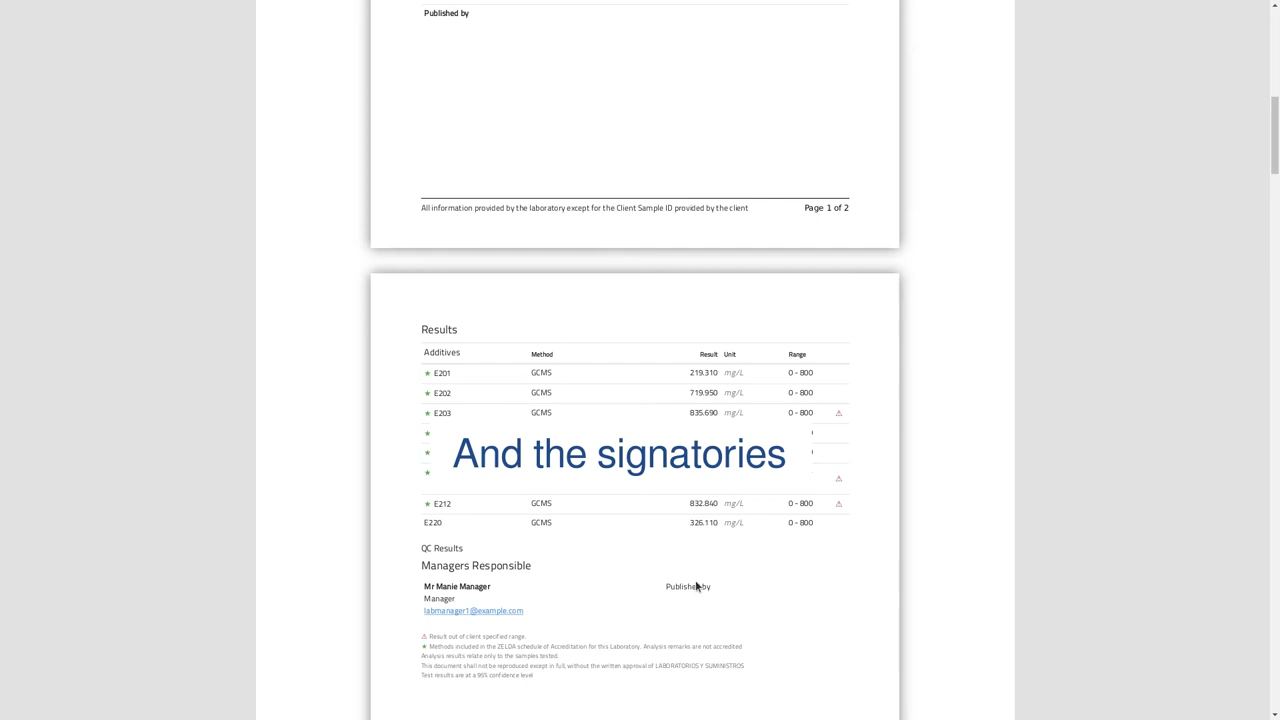 Published by
All information provided by the laboratory except for the Client Sample ID provided by the client Page 1 of 2
Results
Additives Method Result Unit Range
★ E201 GCMS 219.310 mg/L 0 - 800
★ E202 GCMS 719.950 mg/L 0 - 800
★ E203 GCMS 835.690 mg/L 0 - 800 ⚠
★
And the signatories
★
★ ⚠
★ E212 GCMS 832.840 mg/L 0 - 800 ⚠
E220 GCMS 326.110 mg/L 0 - 800
QC Results
Managers Responsible
Mr Manie Manager Published by
Manager
labmanager1@example.com
⚠ Result out of client specified range.
★ Methods included in the ZELDA schedule of Accreditation for this Laboratory. Analysis remarks are not accredited
Analysis results relate only to the samples tested.
This document shall not be reproduced except in full, without the written approval of LABORATORIOS Y SUMINISTROS
Test results are at a 95% confidence level